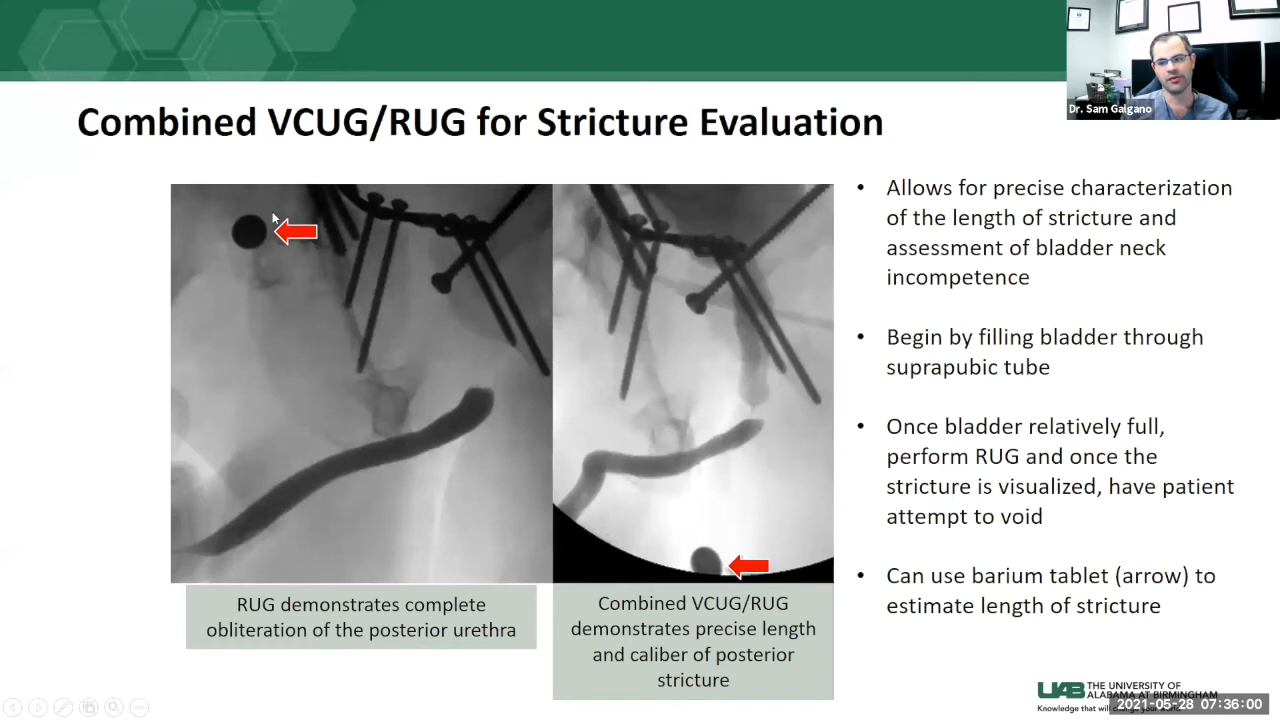 Dr. Sam Galgano
Combined VCUG/RUG for Stricture Evaluation
• Allows for precise characterization
of the length of stricture and
assessment of bladder neck
incompetence
• Begin by filling bladder through
suprapubic tube
• Once bladder relatively full,
perform RUG and once the
stricture is visualized, have patient
attempt to void
• Can use barium tablet (arrow) to
estimate length of stricture
RUG demonstrates complete
obliteration of the posterior urethra
Combined VCUG/RUG
demonstrates precise length
and caliber of posterior
stricture
UAB THE UNIVERSITY OF
ALABAMA AT BIRMINGHAM
Knowledge that will
2021-05-28 07:36:00